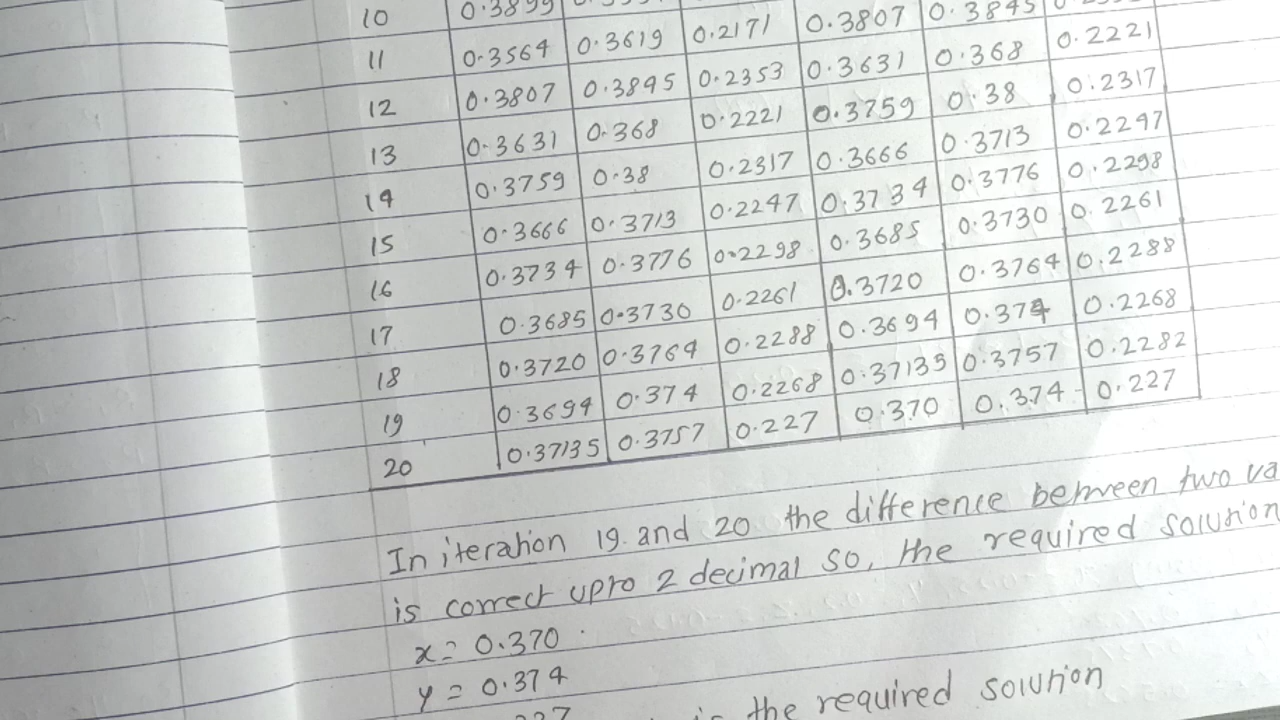 10 0.3899 0.3845
11 0.3564 0.3619 0.2171 0.3807 0.3895 
12 0.3807 0.3895 0.2353 0.3631 0.368 0.2221
13 0.3631 0.368 0.2221 0.3759 0.38 0.2317
14 0.3759 0.38 0.2317 0.3666 0.3713 0.2247
15 0.3666 0.3713 0.2247 0.3734 0.3776 0.2298
16 0.3734 0.3776 0.2298 0.3685 0.3730 0.2261
17 0.3685 0.3730 0.2261 0.3720 0.3764 0.2288
18 0.3720 0.3764 0.2288 0.3694 0.374 0.2268
19 0.3694 0.374 0.2268 0.37135 0.3757 0.2282
20 0.37135 0.3757 0.227 0.370 0.374 0.227
In iteration 19 and 20 the difference between two
is correct upto 2 decimal so, the required solution
x = 0.370
y = 0.374
the required solution